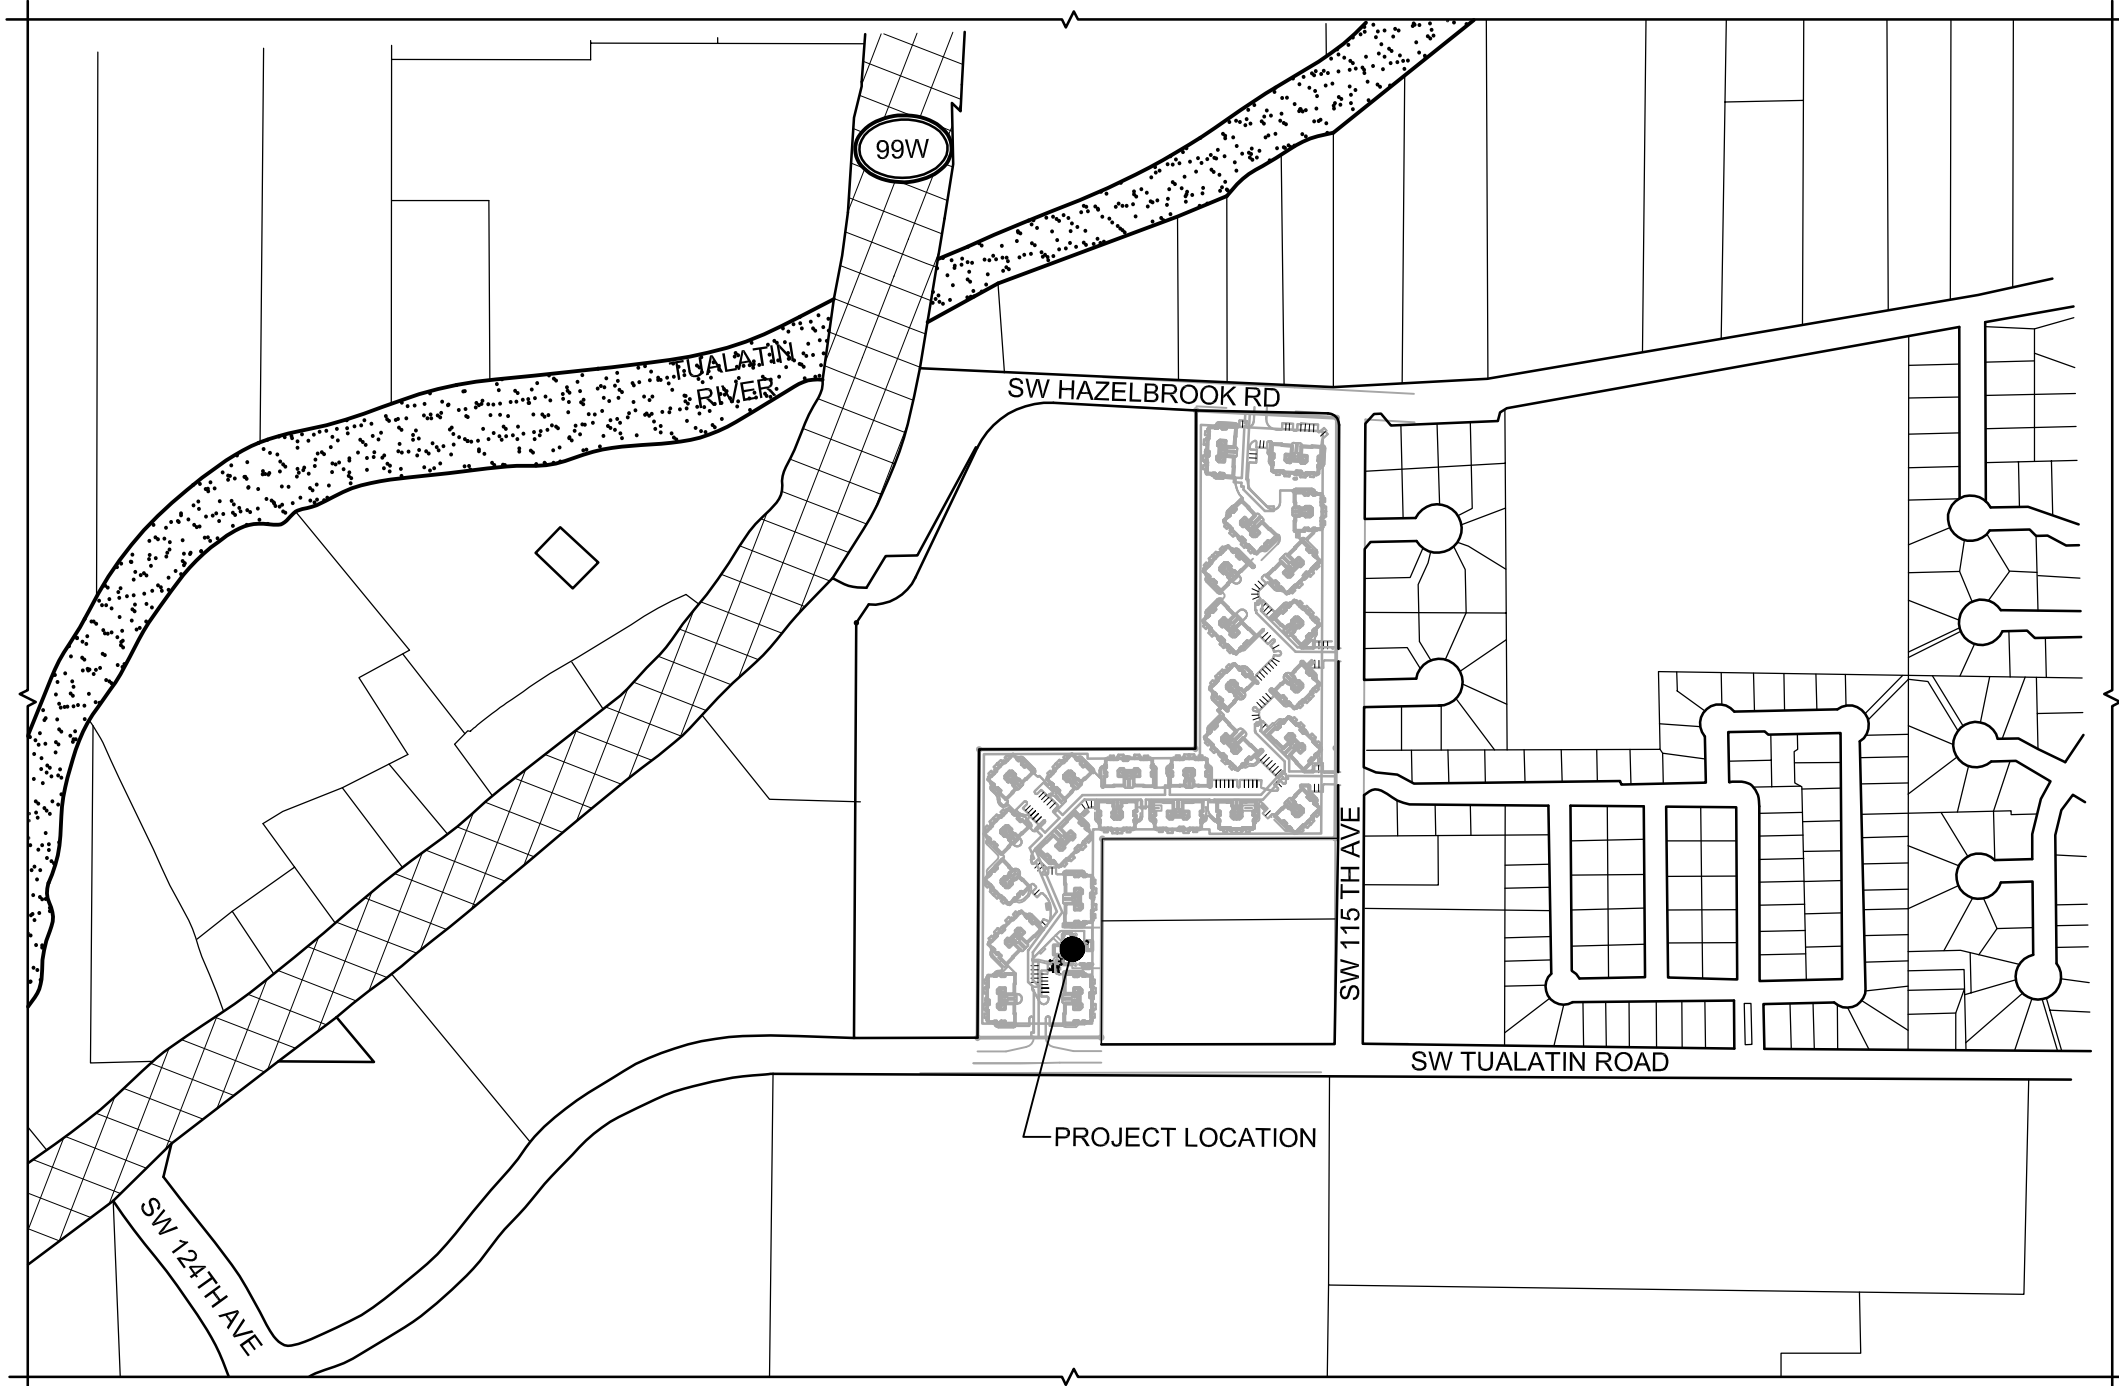 99W
TUALATIN
RIVER
SW HAZELBROOK RD
SW 115 TH AVE
SW TUALATIN ROAD
PROJECT LOCATION
SW 124TH AVE